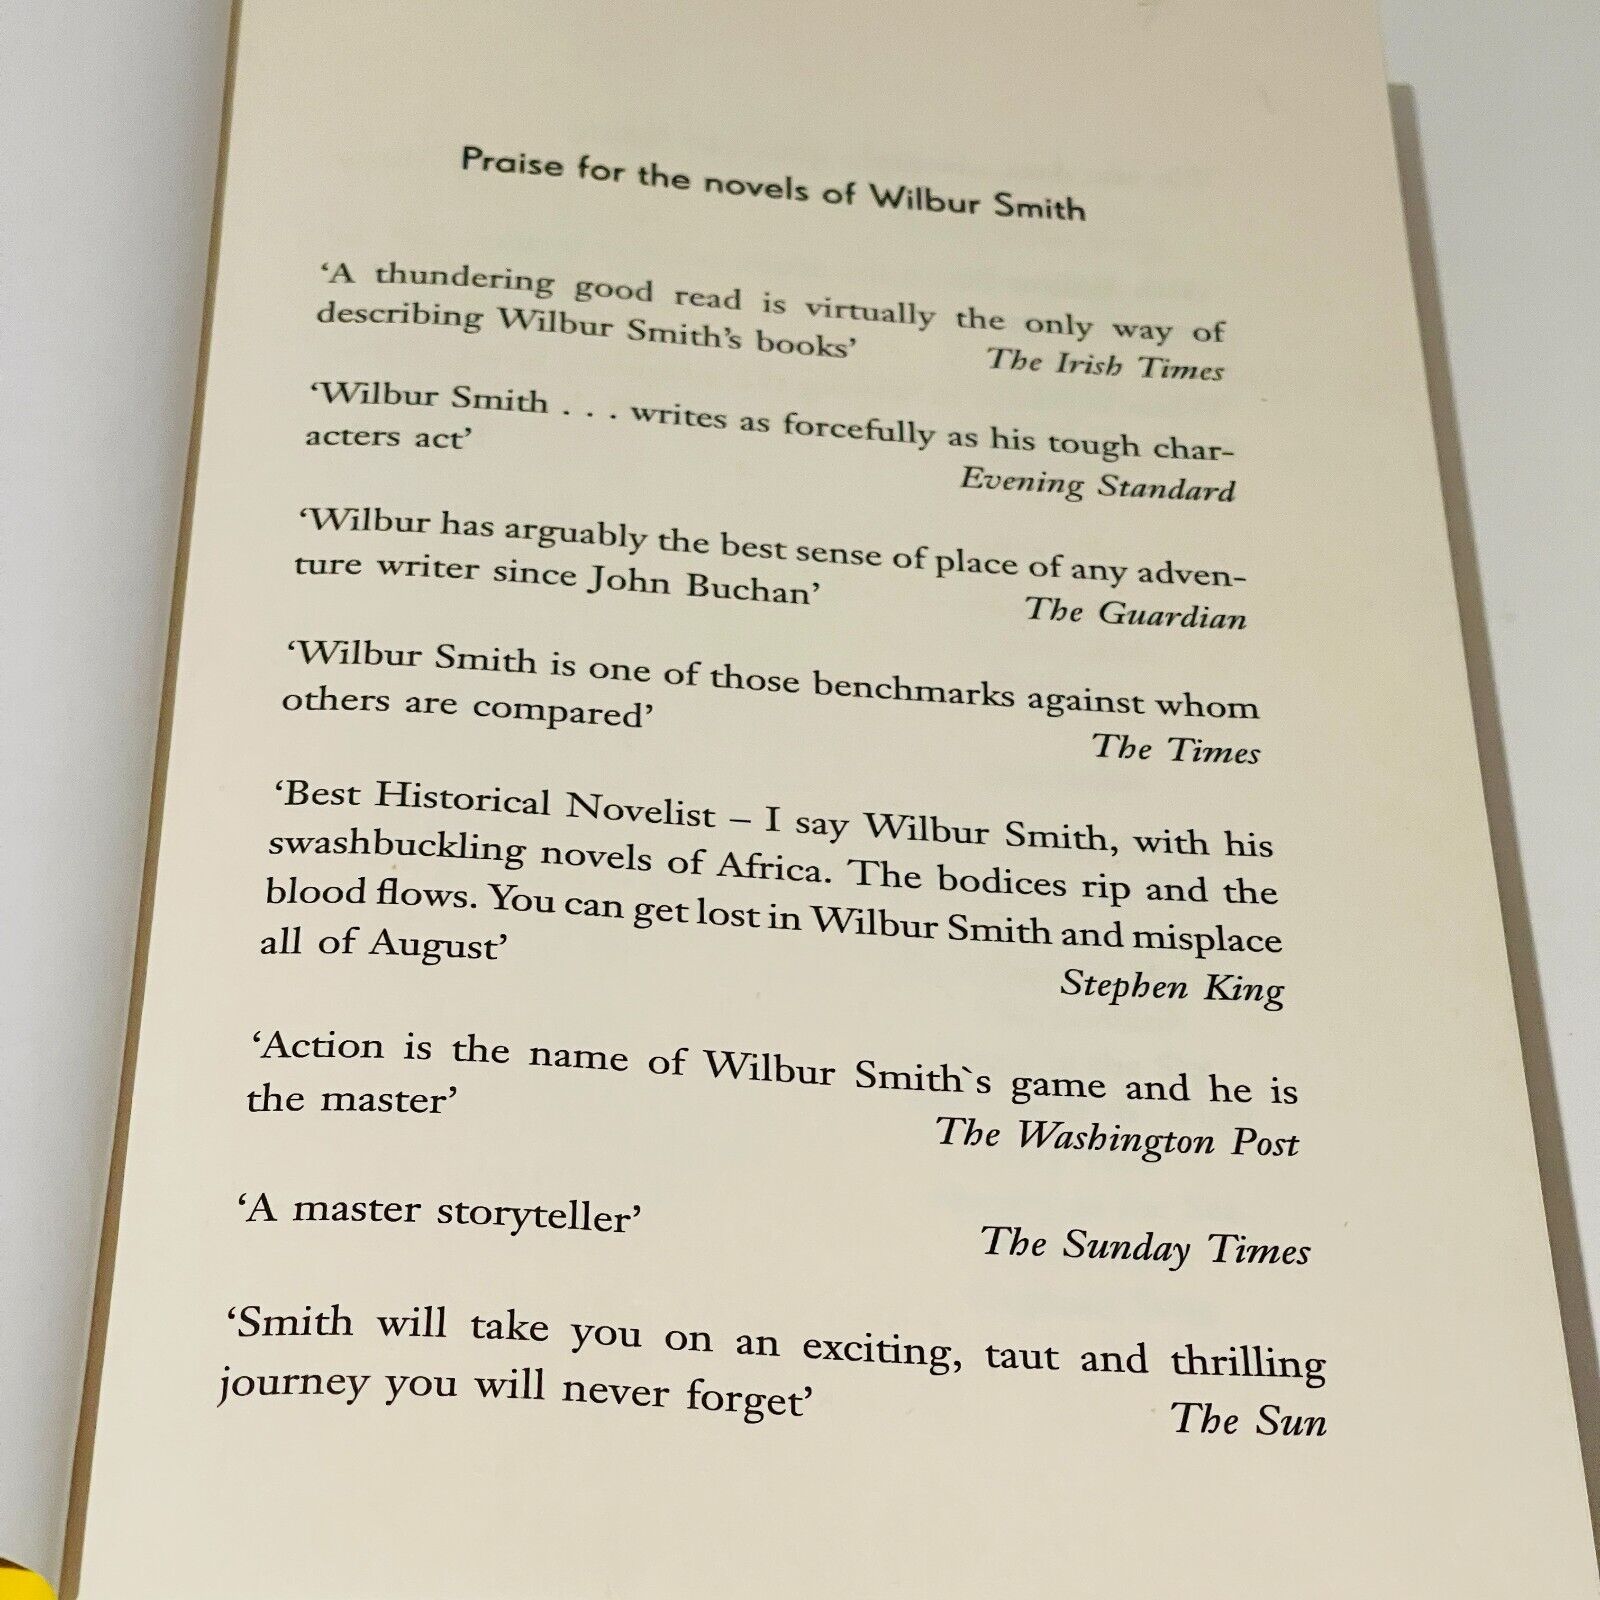 Praise for the novels of Wilbur Smith
‘A thundering good read is virtually the only way of
describing Wilbur Smith’s books’ The Irish Times
‘Wilbur Smith . . . writes as forcefully as his tough char-
acters act’ Evening Standard
‘Wilbur has arguably the best sense of place of any adven-
ture writer since John Buchan’ The Guardian
‘Wilbur Smith is one of those benchmarks against whom
others are compared’ The Times
‘Best Historical Novelist – I say Wilbur Smith, with his
swashbuckling novels of Africa. The bodices rip and the
blood flows. You can get lost in Wilbur Smith and misplace
all of August’ Stephen King
‘Action is the name of Wilbur Smith`s game and he is
the master’ The Washington Post
‘A master storyteller’ The Sunday Times
‘Smith will take you on an exciting, taut and thrilling
journey you will never forget’ The Sun